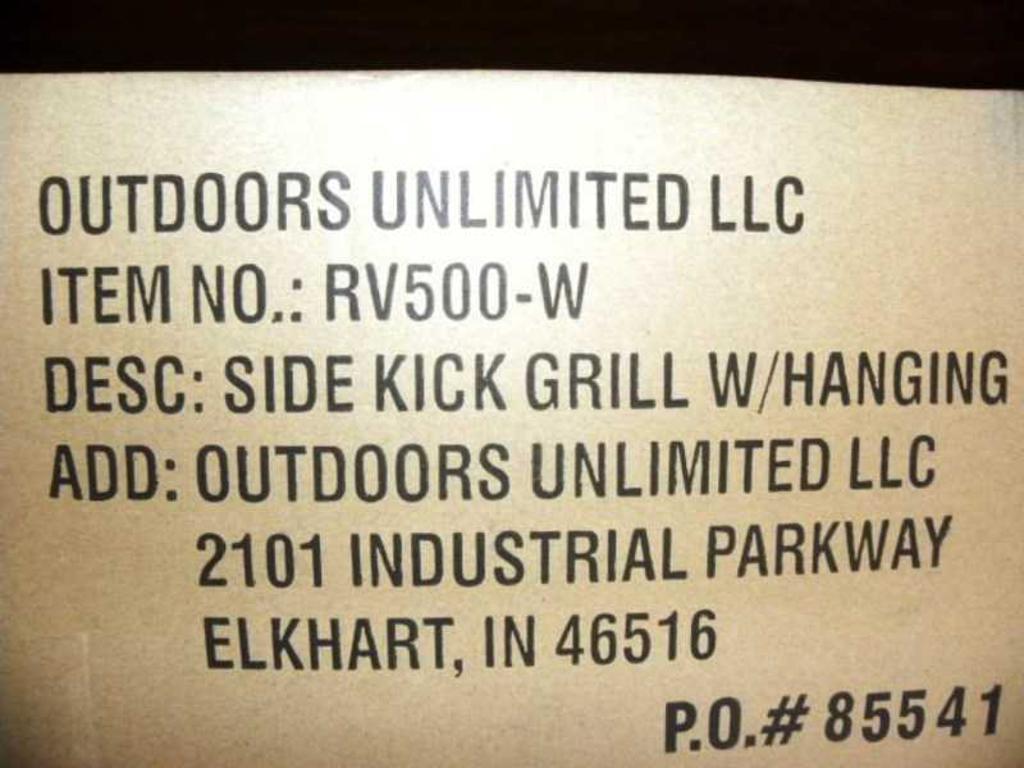 OUTDOORS UNLIMITED LLC
ITEM NO.: RV500-W
DESC: SIDE KICK GRILL W/HANGING
ADD: OUTDOORS UNLIMITED LLC
2101 INDUSTRIAL PARKWAY
ELKHART, IN 46516
P.O.# 85541